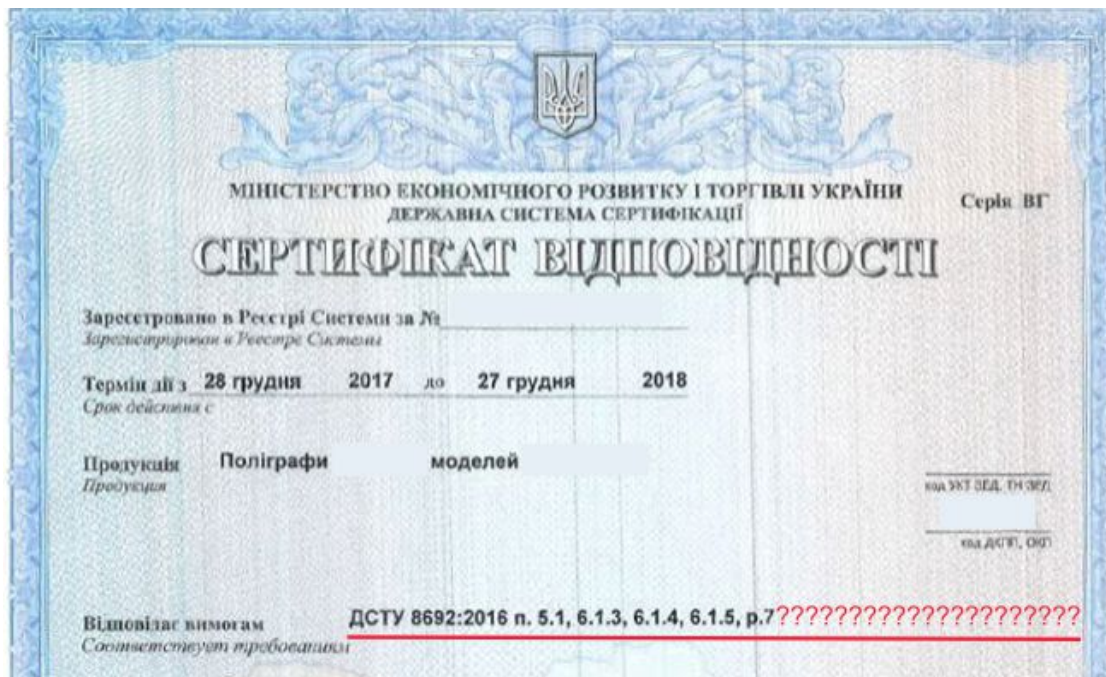 МІНІСТЕРСТВО ЕКОНОМІЧНОГО РОЗВИТКУ І ТОРГІВЛІ УКРАЇНИ
ДЕРЖАВНА СИСТЕМА СЕРТИФІКАЦІЇ
Серія ВГ
СЕРТИФІКАТ ВІДПОВІДНОСТІ
Зареєстровано в Реєстрі Системи за №
Зарегистрирован в Реестре Системы
Термін дії з 28 грудня 2017 до 27 грудня 2018
Срок действия с
Продукція Поліграфи моделей
Продукция
код УКТ ЗЕД, ТН ЗЕД
код ДКПП, ОКП
Відповідає вимогам ДСТУ 8692:2016 п. 5.1, 6.1.3, 6.1.4, 6.1.5, р.7?????????????????????
Соответствует требованиям